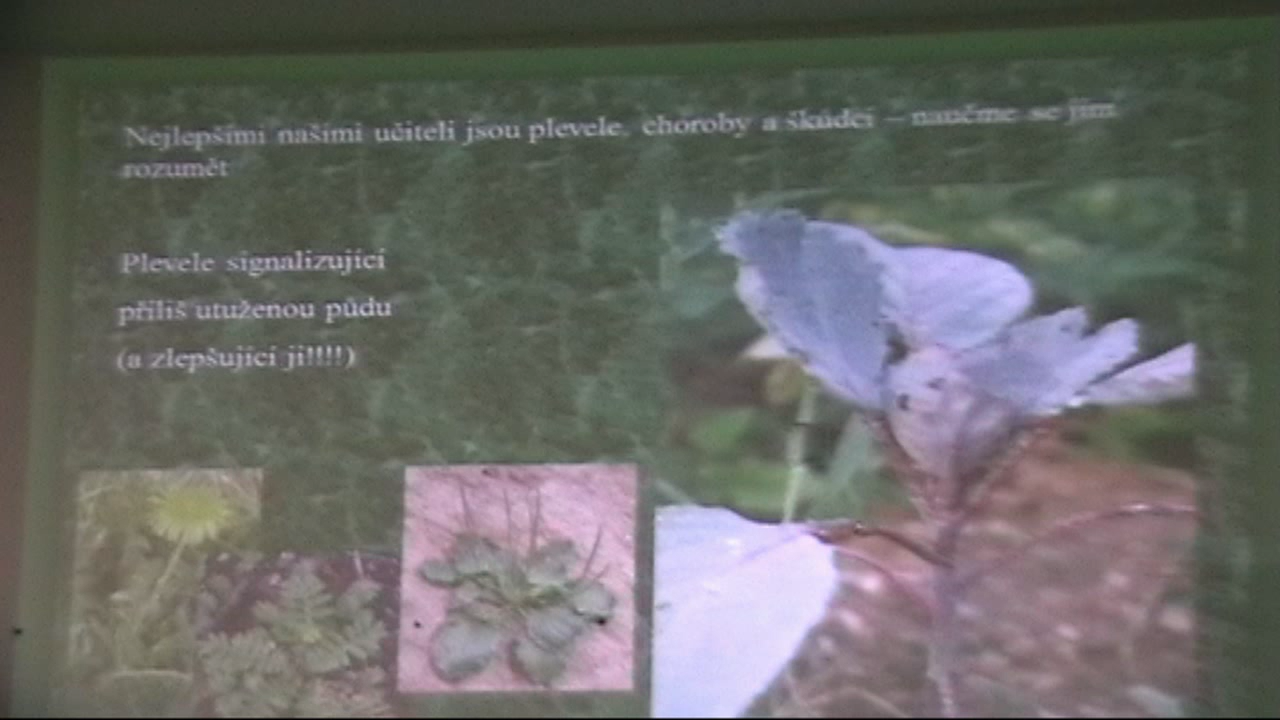 Nejlepšími našimi učiteli jsou plevele, choroby a škůdci – naučme se jim
rozumět
Plevele signalizující
příliš utuženou půdu
(a zlepšující ji!!!!)